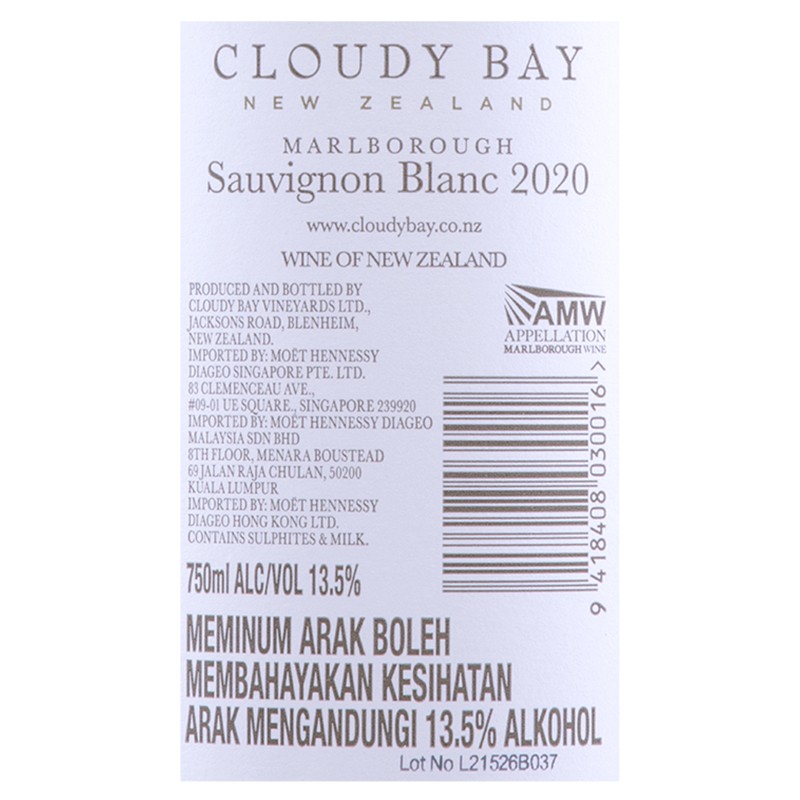 CLOUDY BAY
NEW ZEALAND
MARLBOROUGH
Sauvignon Blanc 2020
www.cloudybay.co.nz
WINE OF NEW ZEALAND
PRODUCED AND BOTTLED BY
CLOUDY BAY VINEYARDS LTD.,
JACKSONS ROAD, BLENHEIM,
NEW ZEALAND.
IMPORTED BY: MOËT HENNESSY
DIAGEO SINGAPORE PTE. LTD.
83 CLEMENCEAU AVE.,
#09-01 UE SQUARE., SINGAPORE 239920
IMPORTED BY: MOËT HENNESSY DIAGEO
MALAYSIA SDN BHD
8TH FLOOR, MENARA BOUSTEAD
69 JALAN RAJA CHULAN, 50200
KUALA LUMPUR
IMPORTED BY: MOËT HENNESSY
DIAGEO HONG KONG LTD.
CONTAINS SULPHITES & MILK.
AMW
APPELLATION
MARLBOROUGH WINE
9 418408 030016 >
750ml ALC/VOL 13.5%
MEMINUM ARAK BOLEH
MEMBAHAYAKAN KESIHATAN
ARAK MENGANDUNGI 13.5% ALKOHOL
Lot No L21526B037